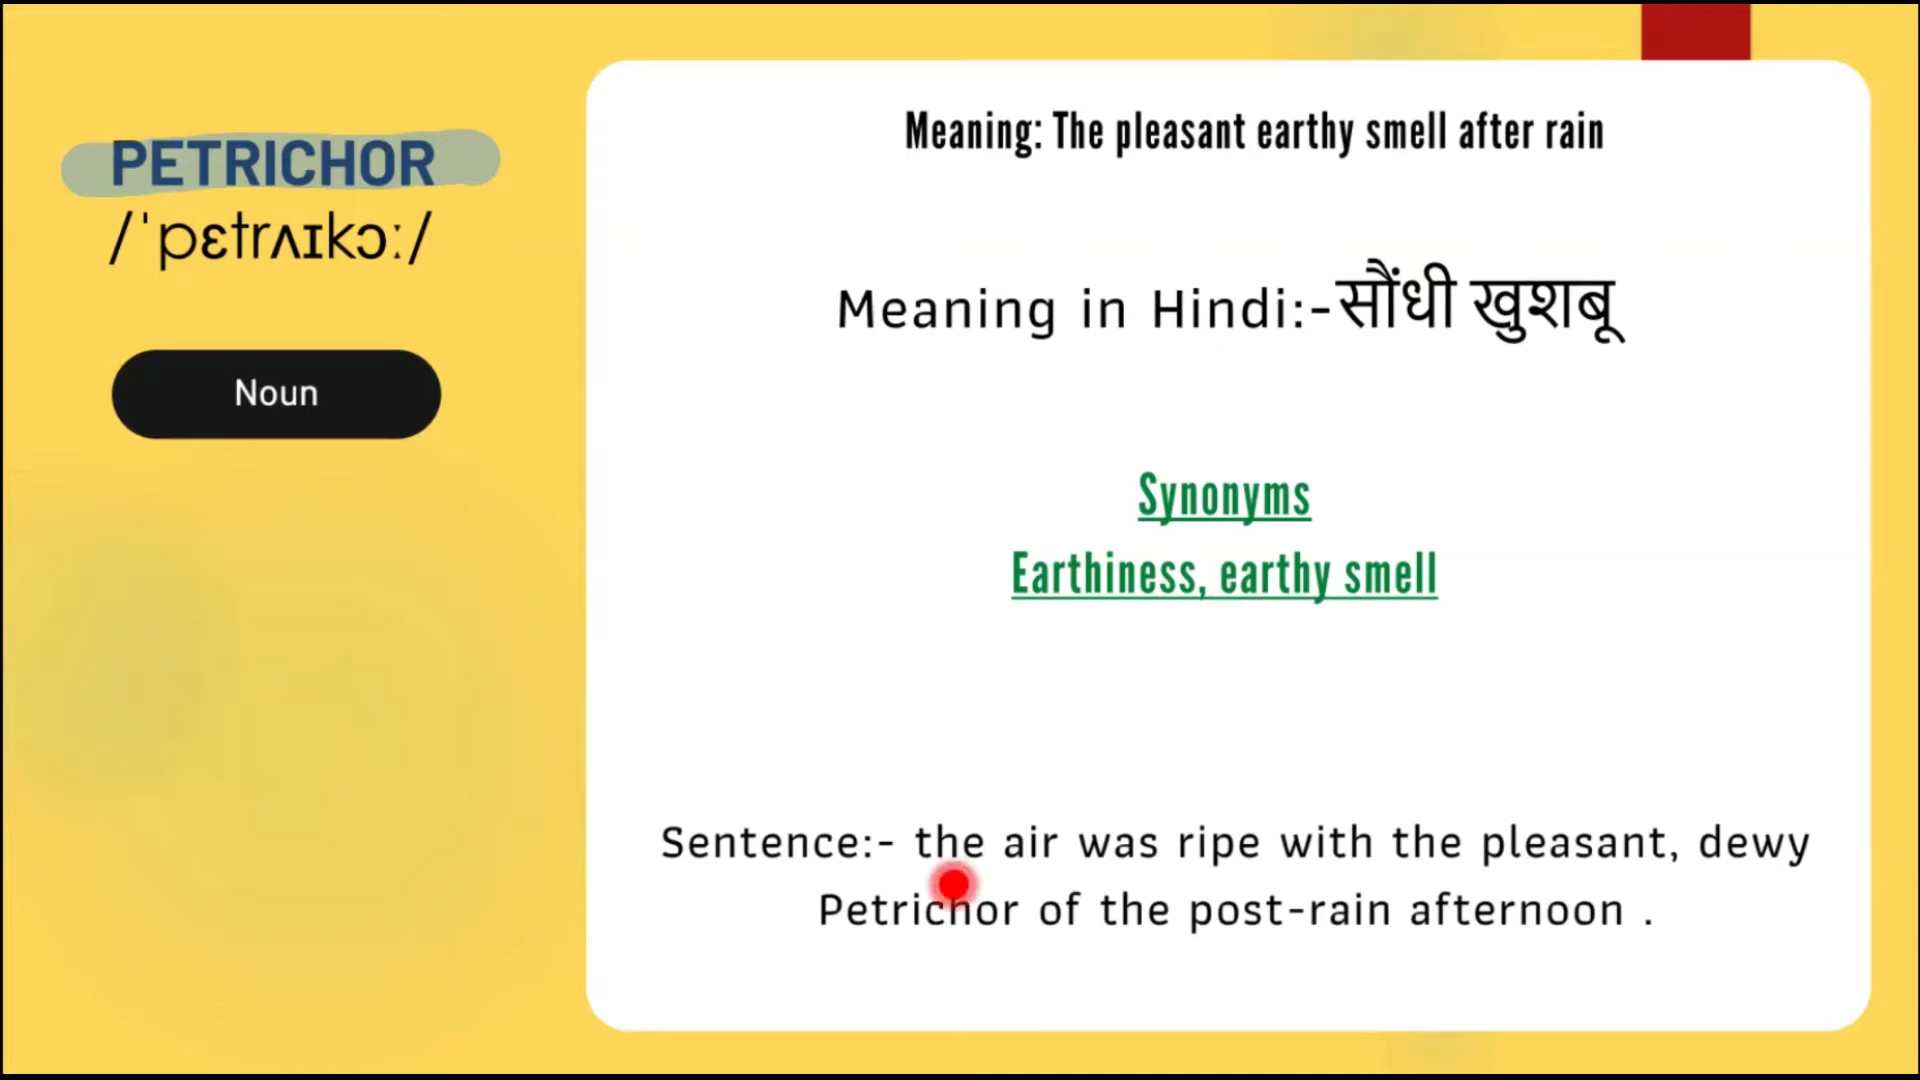 PETRICHOR
/ˈpɛtrʌɪkɔː/
Noun
Meaning: The pleasant earthy smell after rain
Meaning in Hindi:-सौंधी खुशबू
Synonyms
Earthiness, earthy smell
Sentence:- the air was ripe with the pleasant, dewy
Petrichor of the post-rain afternoon .